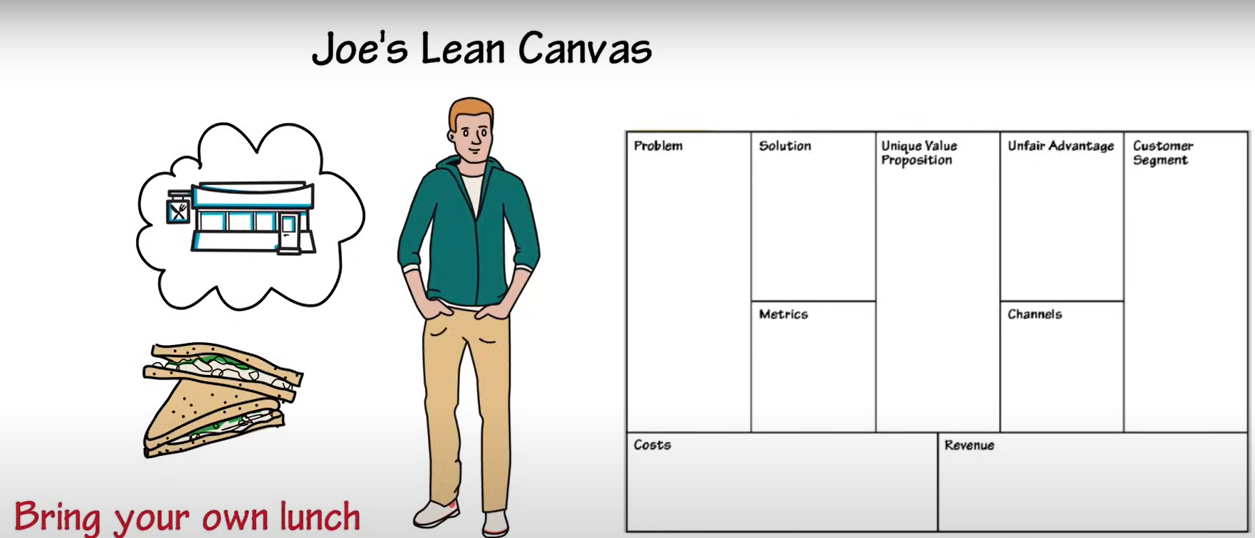 Joe's Lean Canvas
Bring your own lunch
Problem
Solution
Unique Value
Proposition
Unfair Advantage
Customer
Segment
Metrics
Channels
Costs
Revenue